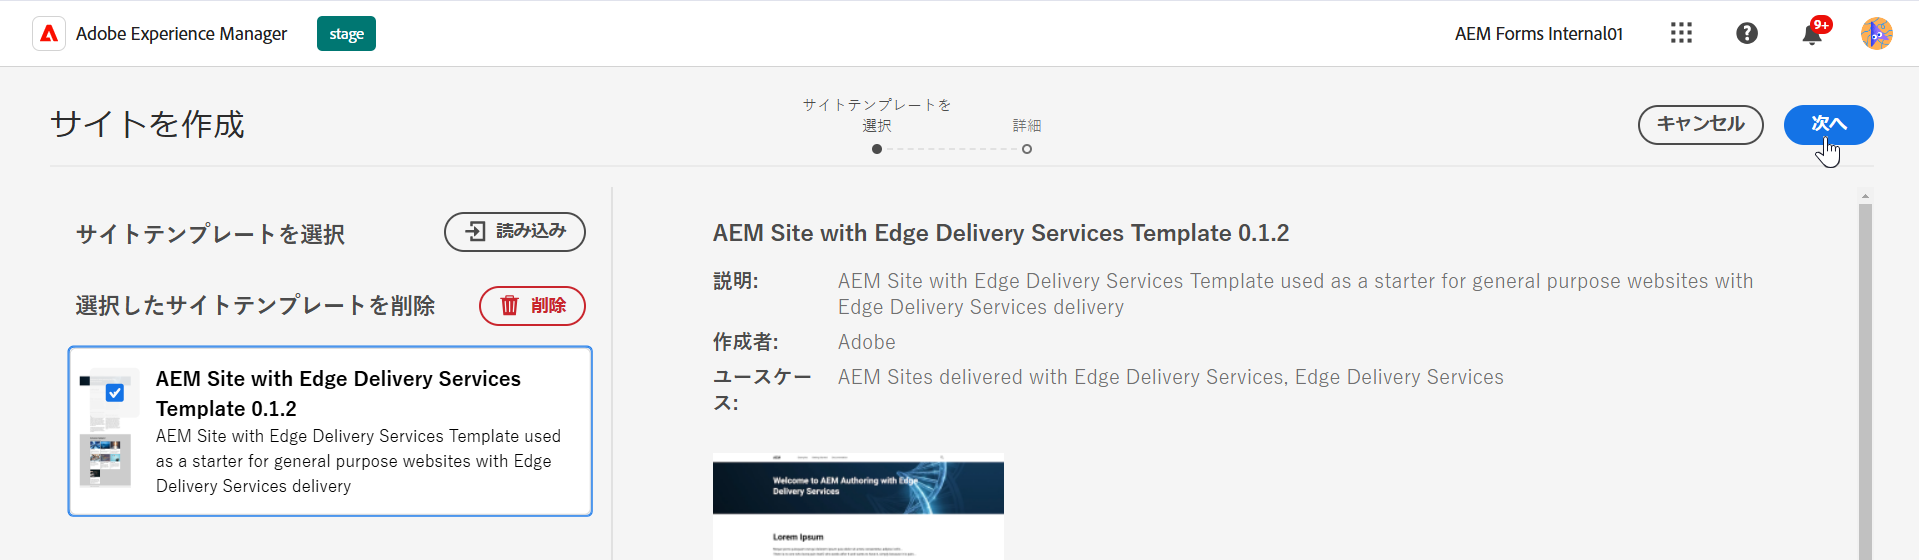 Adobe Experience Manager
stage
AEM Forms Internal01
9+
サイトを作成
サイトテンプレートを
選択
詳細
キャンセル
次へ
サイトテンプレートを選択
読み込み
選択したサイトテンプレートを削除
削除
AEM Site with Edge Delivery Services
Template 0.1.2
AEM Site with Edge Delivery Services Template used
as a starter for general purpose websites with Edge
Delivery Services delivery
AEM Site with Edge Delivery Services Template 0.1.2
説明:
AEM Site with Edge Delivery Services Template used as a starter for general purpose websites with
Edge Delivery Services delivery
作成者:
Adobe
ユースケー
ス:
AEM Sites delivered with Edge Delivery Services, Edge Delivery Services
Welcome to AEM Authoring with Edge
Delivery Services
Lorem Ipsum